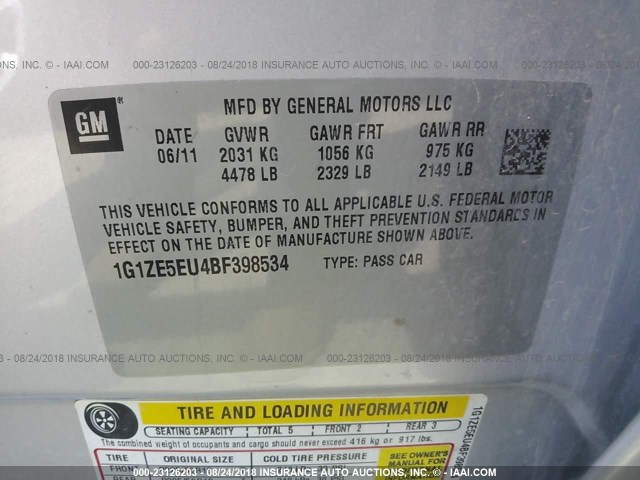 000-23126203 - 08/24/2018 INSURANCE AUTO AUCTIONS, INC. - © IAAI.COM
GM
®
MFD BY GENERAL MOTORS LLC
DATE GVWR GAWR FRT GAWR RR
06/11 2031 KG 1056 KG 975 KG
4478 LB 2329 LB 2149 LB
THIS VEHICLE CONFORMS TO ALL APPLICABLE U.S. FEDERAL MOTOR
VEHICLE SAFETY, BUMPER, AND THEFT PREVENTION STANDARDS IN
EFFECT ON THE DATE OF MANUFACTURE SHOWN ABOVE.
1G1ZE5EU4BF398534 TYPE: PASS CAR
08/24/2018 INSURANCE AUTO AUCTIONS, INC. - © IAAI.COM 000-23126203 - 08/24/2018 INSURANCE AUTO AUCTIONS, INC.
TIRE AND LOADING INFORMATION
SEATING CAPACITY TOTAL 5 FRONT 2 REAR 3
The combined weight of occupants and cargo should never exceed 416 kg or 917 lbs.
TIRE ORIGINAL SIZE COLD TIRE PRESSURE
SEE OWNER'S
MANUAL FOR
FRONT
000-23126203 - 08/24/2018 INSURANCE AUTO AUCTIONS, INC. - © IAAI.COM